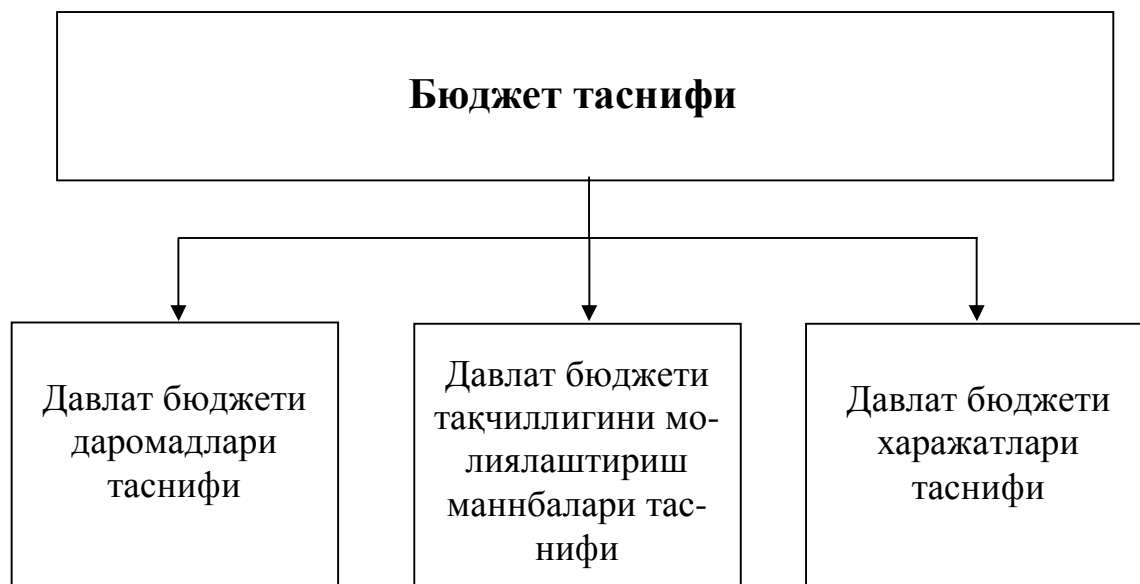 Бюджет таснифи
Давлат бюджети
даромадлари
таснифи
Давлат бюджети
тақчиллигини мо-
лиялаштириш
маннбалари тас-
нифи
Давлат бюджети
харажатлари
таснифи